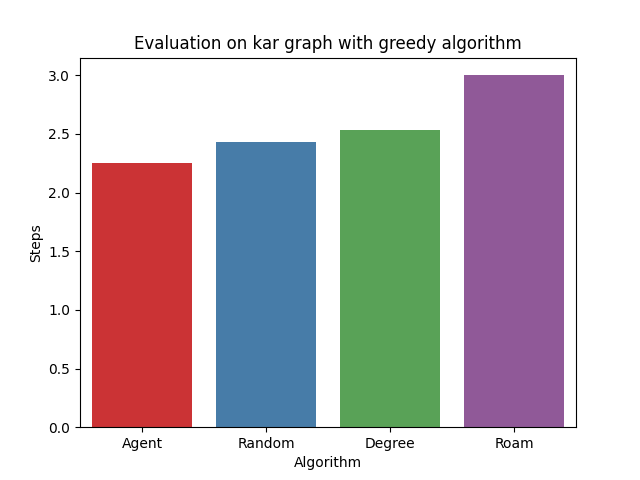 Evaluation on kar graph with greedy algorithm
3.0
2.5
2.0
1.5
1.0
0.5
0.0
Steps
Agent
Random
Degree
Roam
Algorithm